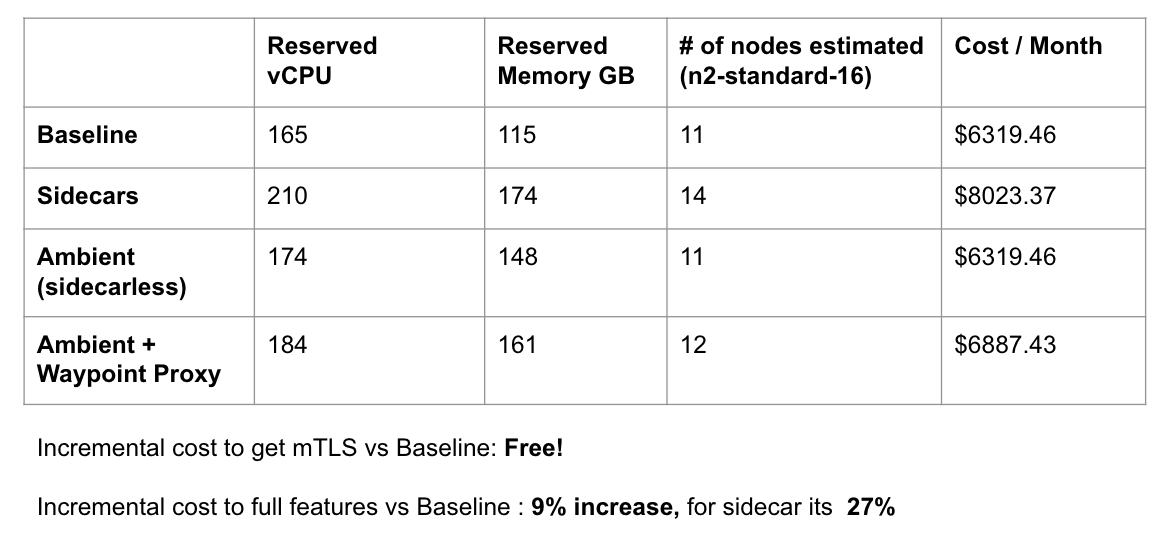 Reserved vCPU
Reserved Memory GB
# of nodes estimated (n2-standard-16)
Cost / Month
Baseline
165
115
11
$6319.46
Sidecars
210
174
14
$8023.37
Ambient (sidecarless)
174
148
11
$6319.46
Ambient + Waypoint Proxy
184
161
12
$6887.43
Incremental cost to get mTLS vs Baseline: Free!
Incremental cost to full features vs Baseline : 9% increase, for sidecar its 27%